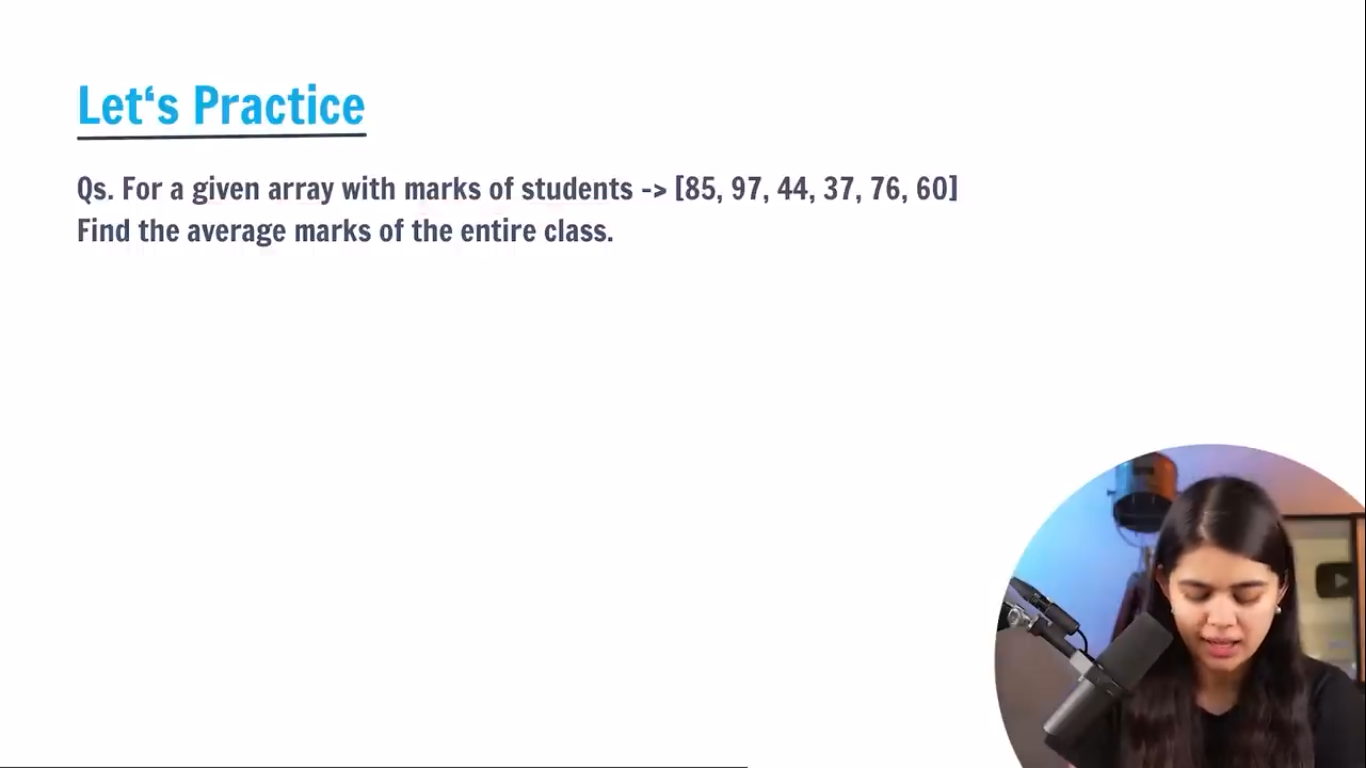 Let‘s Practice
Qs. For a given array with marks of students -> [85, 97, 44, 37, 76, 60]
Find the average marks of the entire class.